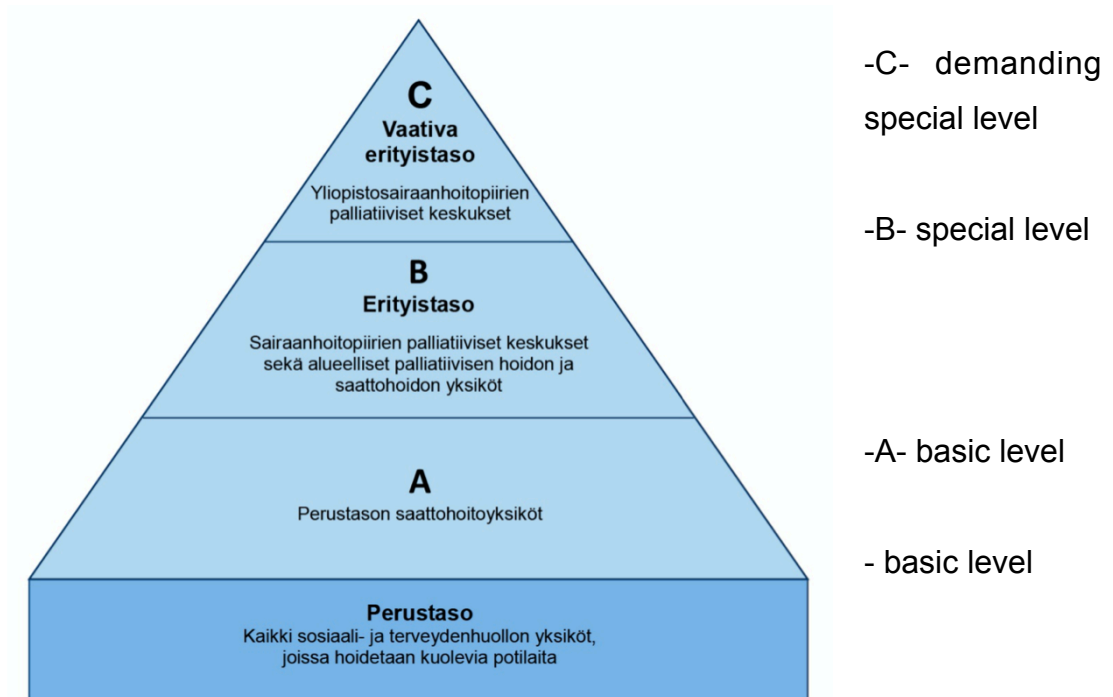 C
Vaativa
erityistaso
Yliopistosairaanhoitopiirien
palliatiiviset keskukset
B
Erityistaso
Sairaanhoitopiirien palliatiiviset keskukset
sekä alueelliset palliatiivisen hoidon ja
saattohoidon yksiköt
A
Perustason saattohoitoyksiköt
Perustaso
Kaikki sosiaali- ja terveydenhuollon yksiköt,
joissa hoidetaan kuolevia potilaita
-C- demanding
special level
-B- special level
-A- basic level
- basic level